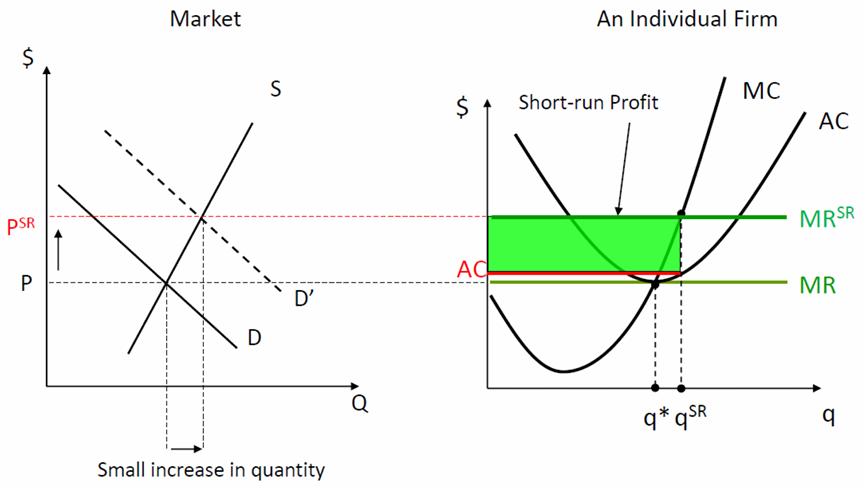 Market
$
S
P^SR
P
D'
D
Q
Small increase in quantity
An Individual Firm
$
Short-run Profit
MC
AC
MR^SR
AC
MR
q* q^SR
q